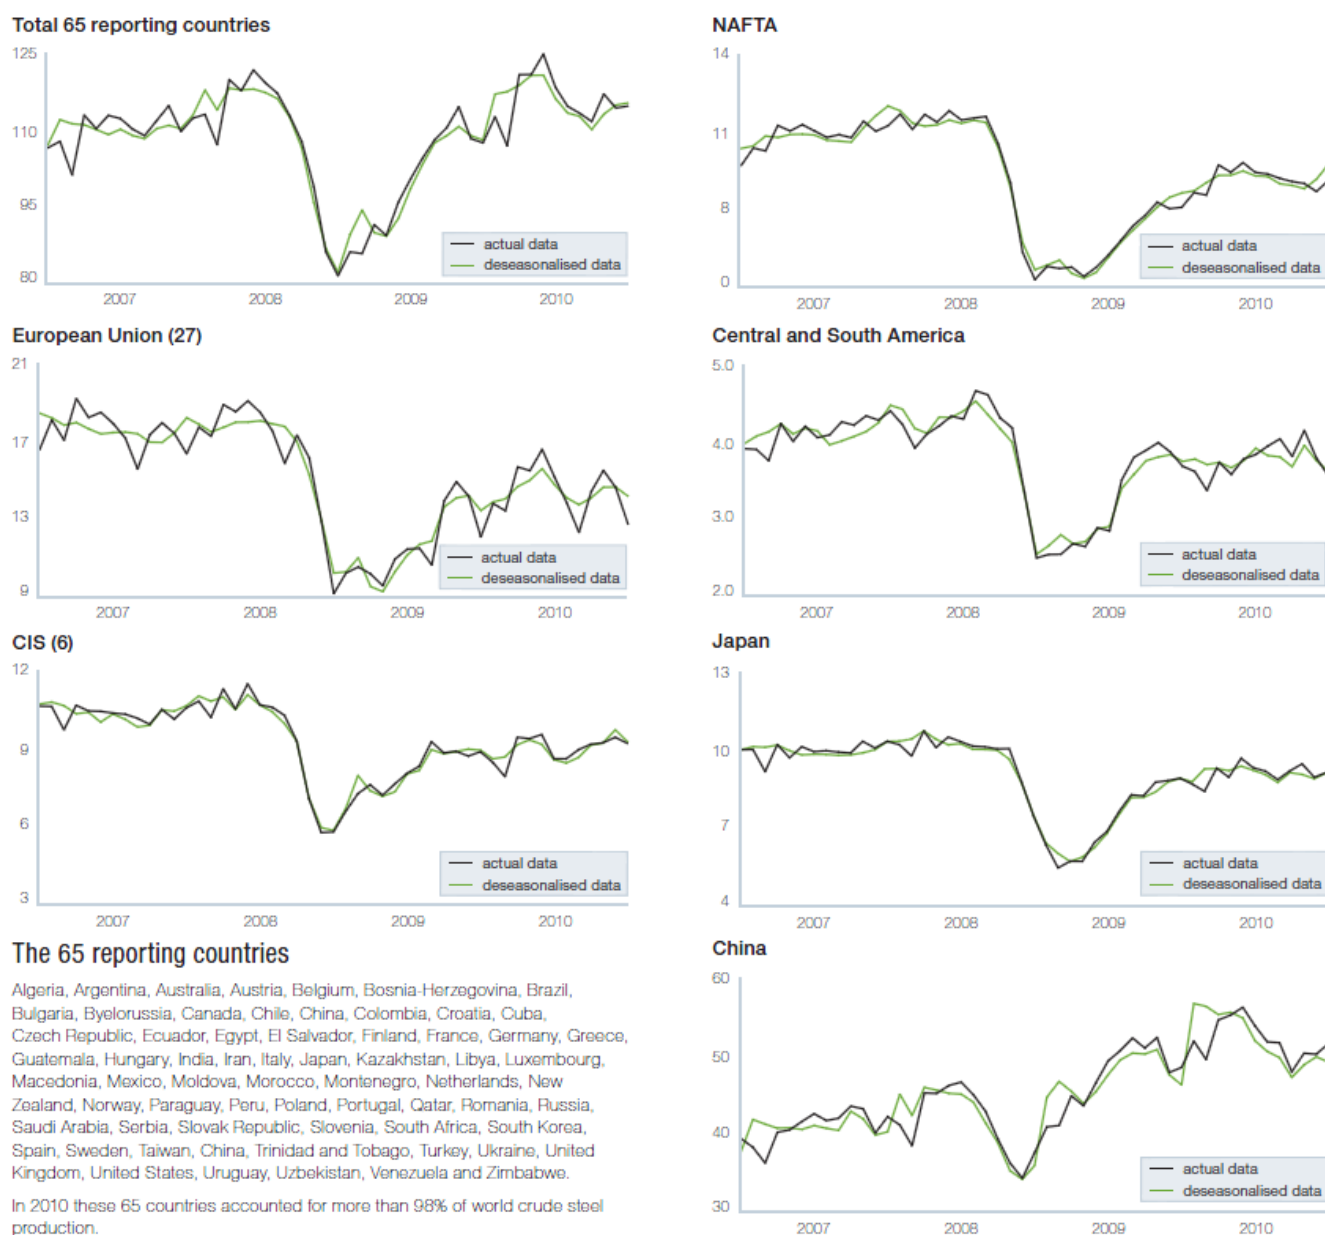 Total 65 reporting countries
125
110
95
80
actual data
deseasonalised data
2007 2008 2009 2010
NAFTA
14
11
8
0
actual data
deseasonalised data
2007 2008 2009 2010
European Union (27)
21
17
13
9
actual data
deseasonalised data
2007 2008 2009 2010
Central and South America
5.0
4.0
3.0
2.0
actual data
deseasonalised data
2007 2008 2009 2010
CIS (6)
12
9
6
3
actual data
deseasonalised data
2007 2008 2009 2010
Japan
13
10
7
4
actual data
deseasonalised data
2007 2008 2009 2010
The 65 reporting countries
Algeria, Argentina, Australia, Austria, Belgium, Bosnia-Herzegovina, Brazil,
Bulgaria, Byelorussia, Canada, Chile, China, Colombia, Croatia, Cuba,
Czech Republic, Ecuador, Egypt, El Salvador, Finland, France, Germany, Greece,
Guatemala, Hungary, India, Iran, Italy, Japan, Kazakhstan, Libya, Luxembourg,
Macedonia, Mexico, Moldova, Morocco, Montenegro, Netherlands, New
Zealand, Norway, Paraguay, Peru, Poland, Portugal, Qatar, Romania, Russia,
Saudi Arabia, Serbia, Slovak Republic, Slovenia, South Africa, South Korea,
Spain, Sweden, Taiwan, China, Trinidad and Tobago, Turkey, Ukraine, United
Kingdom, United States, Uruguay, Uzbekistan, Venezuela and Zimbabwe.
In 2010 these 65 countries accounted for more than 98% of world crude steel
production.
China
60
50
40
30
actual data
deseasonalised data
2007 2008 2009 2010